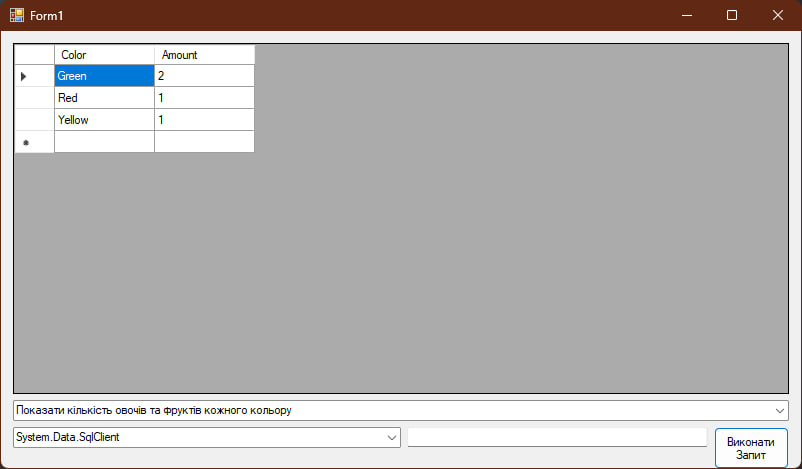 Form1
Color Amount
Green 2
Red 1
Yellow 1
Показати кількість овочів та фруктів кожного кольору
System.Data.SqlClient
Виконати
Запит